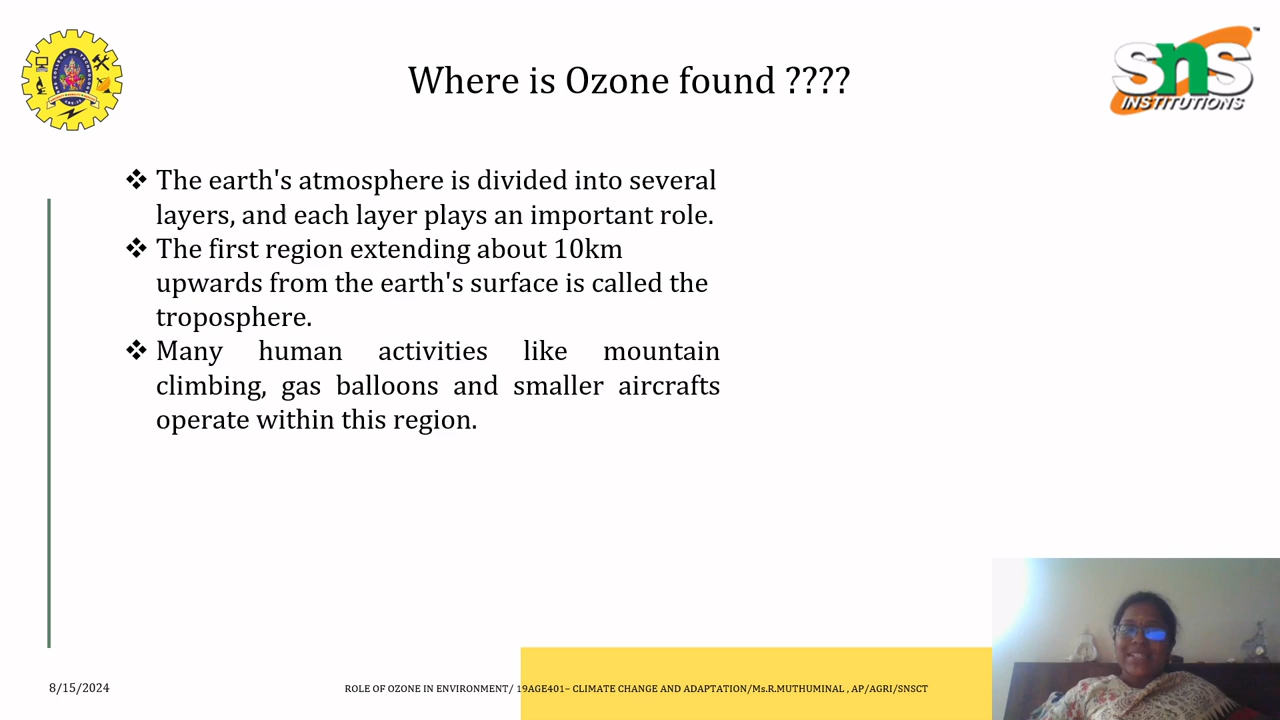 Where is Ozone found ????
SNS
INSTITUTIONS
TM
❖ The earth's atmosphere is divided into several
layers, and each layer plays an important role.
❖ The first region extending about 10km
upwards from the earth's surface is called the
troposphere.
❖ Many human activities like mountain
climbing, gas balloons and smaller aircrafts
operate within this region.
8/15/2024
ROLE OF OZONE IN ENVIRONMENT/ 19AGE401– CLIMATE CHANGE AND ADAPTATION/Ms.R.MUTHUMINAL , AP/AGRI/SNSCT